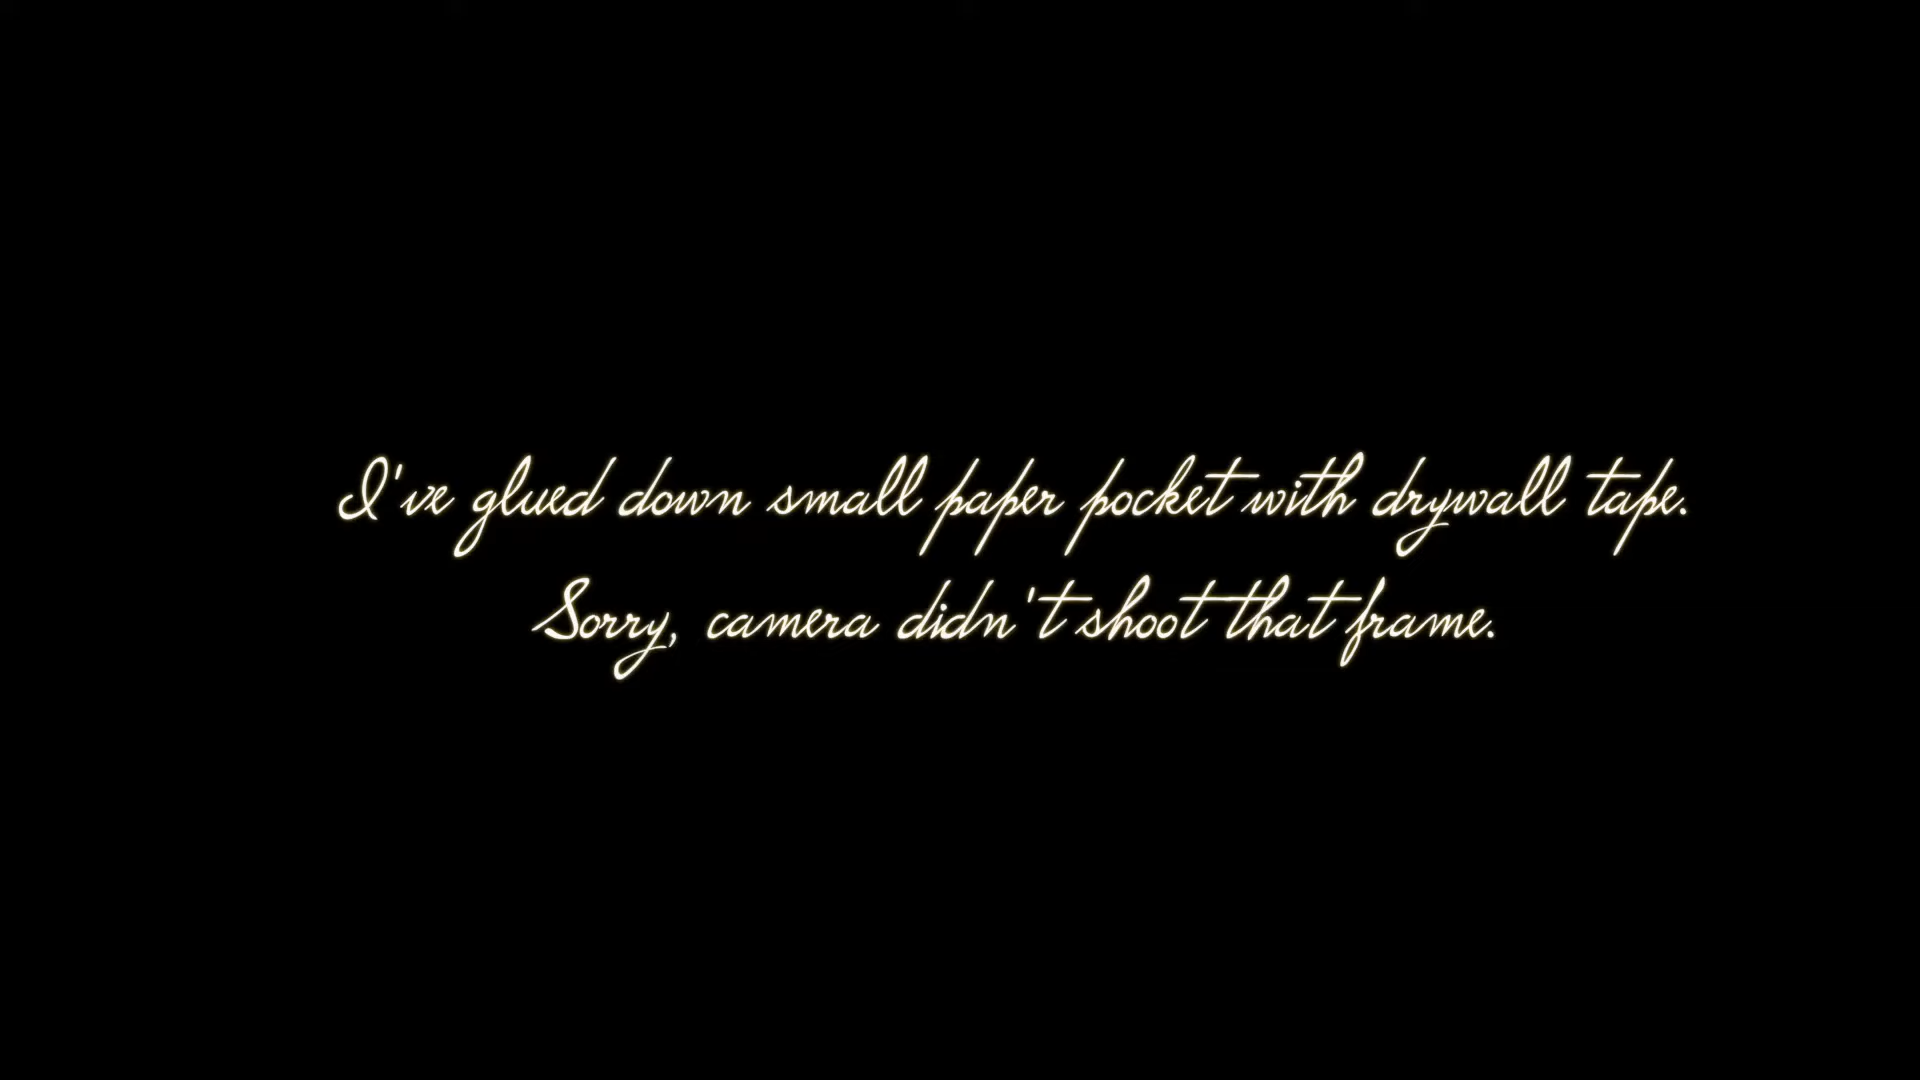 I've glued down small paper pocket with drywall tape.
Sorry, camera didn't shoot that frame.